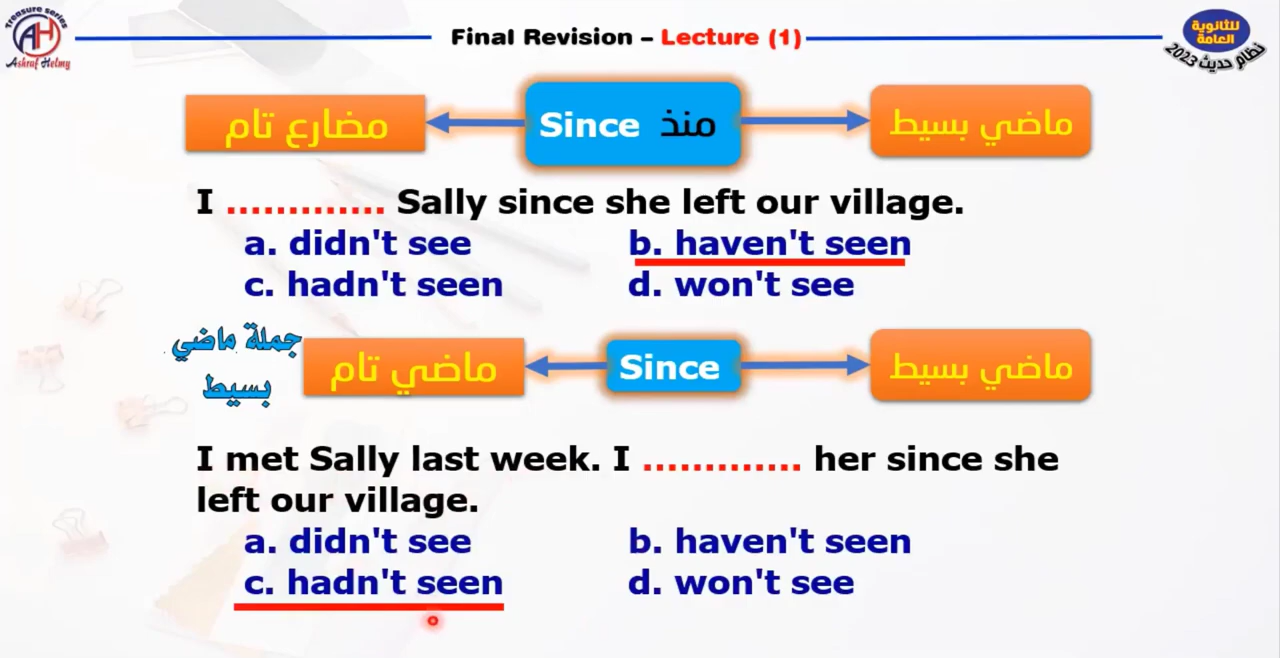 Treasure series
AH
Ashraf Helmy
Final Revision – Lecture (1)
للثانوية
العامة
نظام حديث 2023
مضارع تام
Since منذ
ماضي بسيط
I ............. Sally since she left our village.
a. didn't see b. haven't seen
c. hadn't seen d. won't see
جملة ماضي
بسيط
ماضي تام
Since
ماضي بسيط
I met Sally last week. I ............. her since she
left our village.
a. didn't see b. haven't seen
c. hadn't seen d. won't see